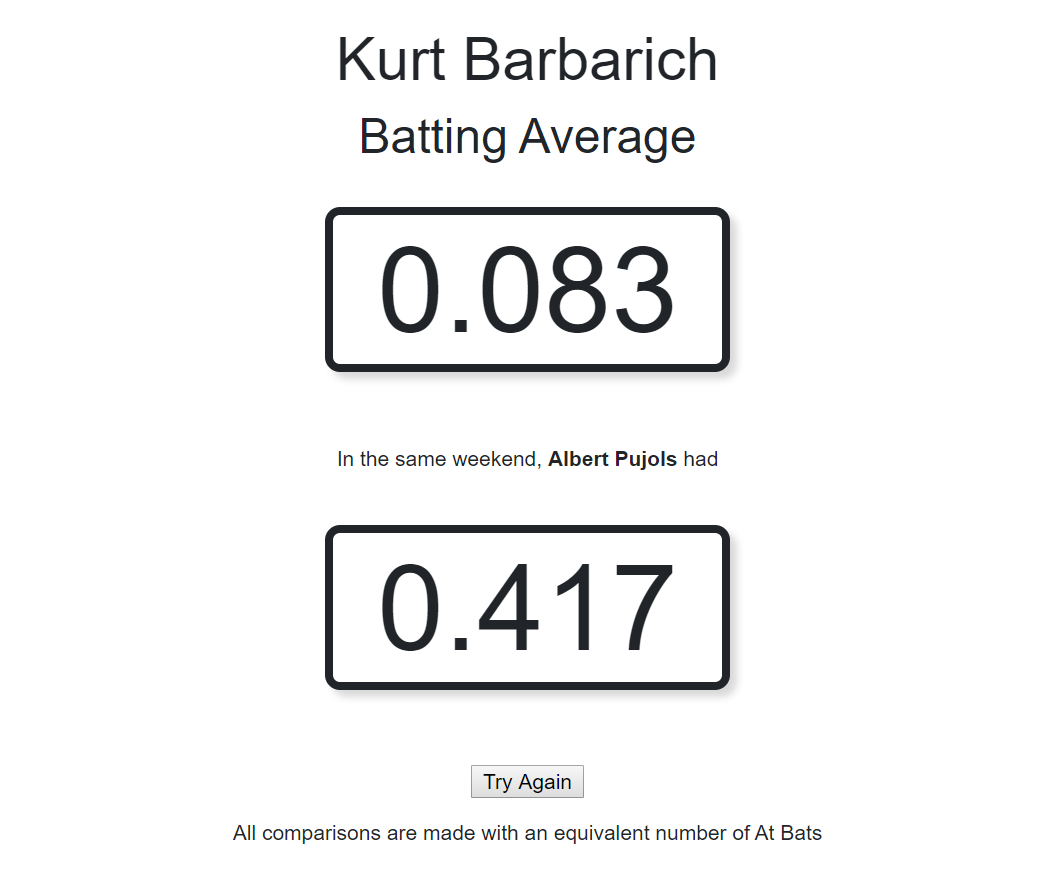 Kurt Barbarich
Batting Average
0.083
In the same weekend, Albert Pujols had
0.417
Try Again
All comparisons are made with an equivalent number of At Bats